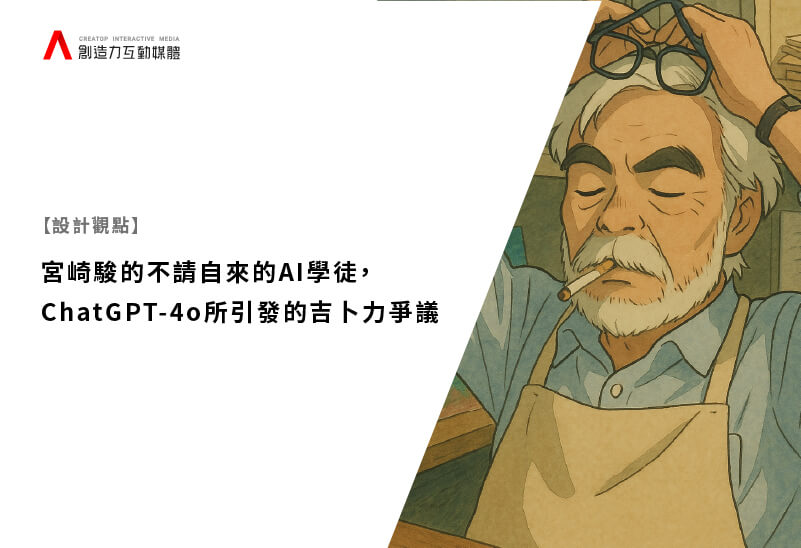 CREATOP INTERACTIVE MEDIA
創造力互動媒體
【設計觀點】
宮崎駿的不請自來的AI學徒，
ChatGPT-4o所引發的吉卜力爭議